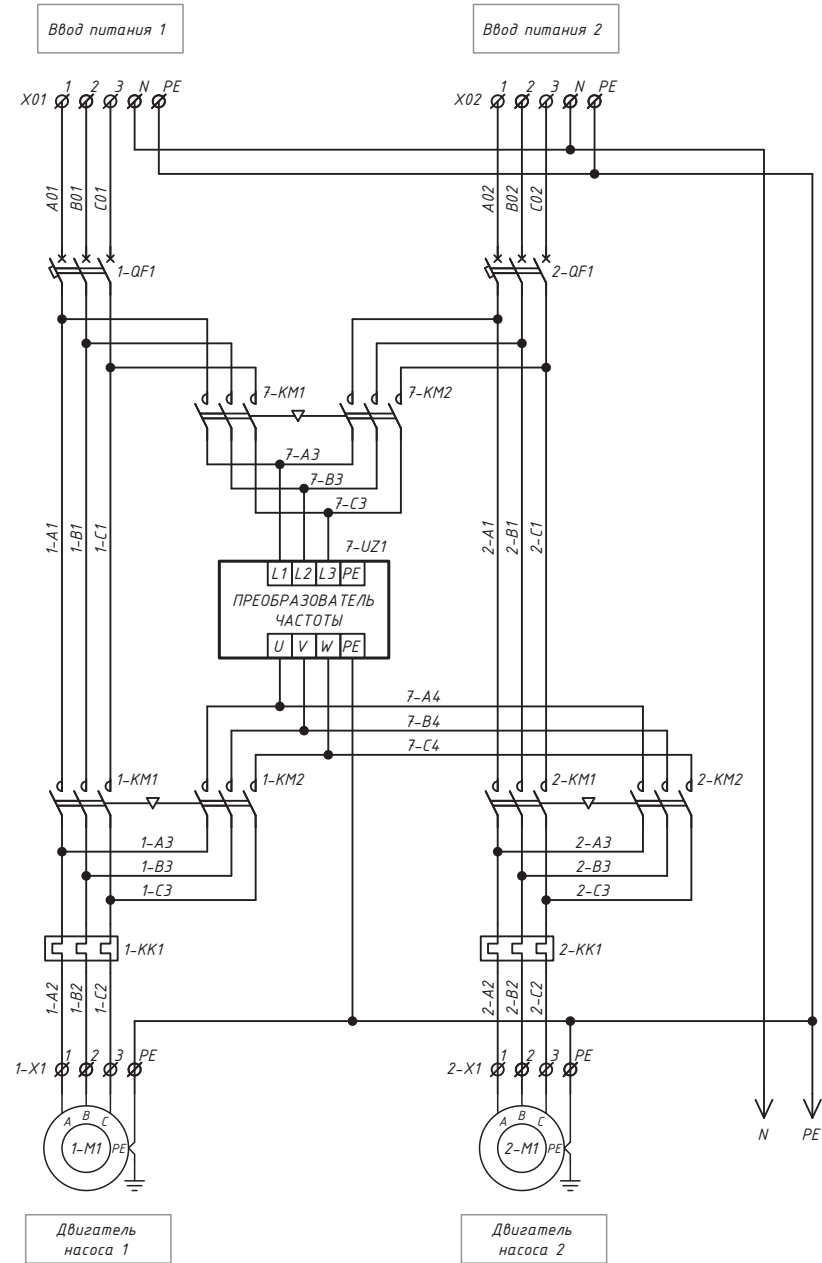 Ввод питания 1
Ввод питания 2
X01 1 2 3 N PE
X02 1 2 3 N PE
A01 B01 C01
A02 B02 C02
1-QF1
2-QF1
7-KM1
7-KM2
7-A3
7-B3
7-C3
1-A1 1-B1 1-C1
2-A1 2-B1 2-C1
7-UZ1
L1 L2 L3 PE
ПРЕОБРАЗОВАТЕЛЬ
ЧАСТОТЫ
U V W PE
7-A4
7-B4
7-C4
1-KM1
1-KM2
2-KM1
2-KM2
1-A3
1-B3
1-C3
2-A3
2-B3
2-C3
1-KK1
2-KK1
1-A2 1-B2 1-C2
2-A2 2-B2 2-C2
1-X1 1 2 3 PE
2-X1 1 2 3 PE
A B C
1-M1 PE
A B C
2-M1 PE
N PE
Двигатель
насоса 1
Двигатель
насоса 2